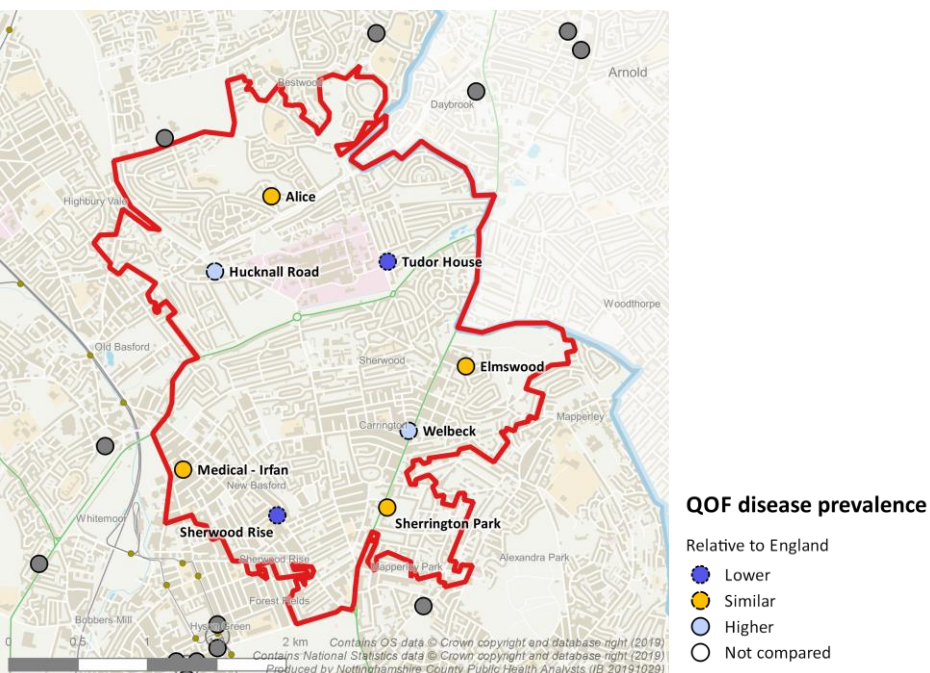 Arnold
Bestwood
Daybrook
Alice
Highbury Vale
Tudor House
Hucknall Road
Woodthorpe
Old Basford
Sherwood
Elmswood
Mapperley
Carrington
Welbeck
Medical - Irfan
New Basford
Sherrington Park
Whitemoor
Sherwood Rise
Sherwood Rise
Alexandra Park
Mapperley Park
Forest Fields
Bobbers Mill
Hyson Green
0 0.5 1 2 km
Contains OS data © Crown copyright and database right (2019)
Contains National Statistics data © Crown copyright and database right (2019)
Produced by Nottinghamshire County Public Health Analysts (IB 20191029)
QOF disease prevalence
Relative to England
Lower
Similar
Higher
Not compared